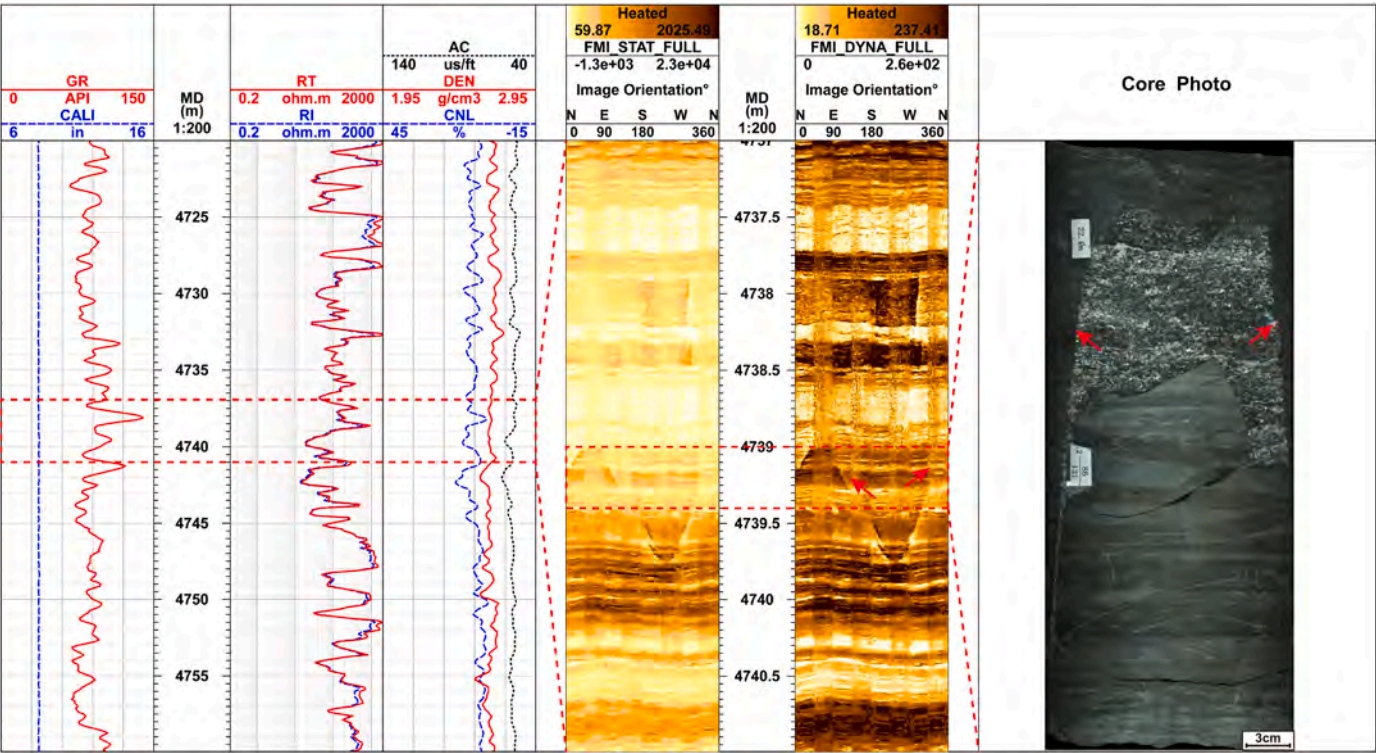 GR
0 API 150
CALI
6 in 16
MD
(m)
1:200
RT
0.2 ohm.m 2000
RI
0.2 ohm.m 2000
AC
140 us/ft 40
DEN
1.95 g/cm3 2.95
CNL
45 % -15
Heated
59.87 2025.49
FMI_STAT_FULL
-1.3e+03 2.3e+04
Image Orientation°
N E S W N
0 90 180 360
MD
(m)
1:200
Heated
18.71 237.41
FMI_DYNA_FULL
0 2.6e+02
Image Orientation°
N E S W N
0 90 180 360
Core Photo
4725
4730
4735
4740
4745
4750
4755
4737
4737.5
4738
4738.5
4739
4739.5
4740
4740.5
3cm